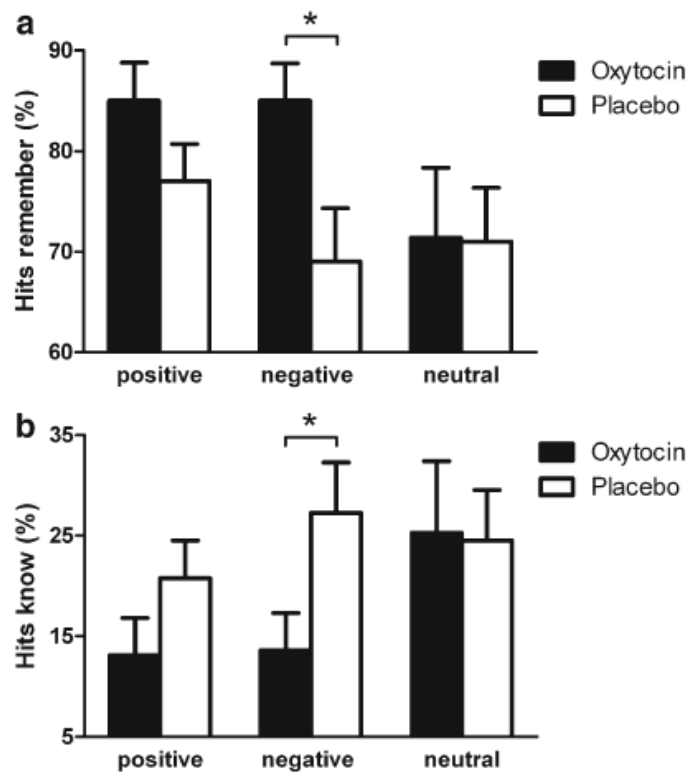 a
*
90
80
70
60
Hits remember (%)
Oxytocin
Placebo
positive negative neutral
b
*
35
25
15
5
Hits know (%)
Oxytocin
Placebo
positive negative neutral